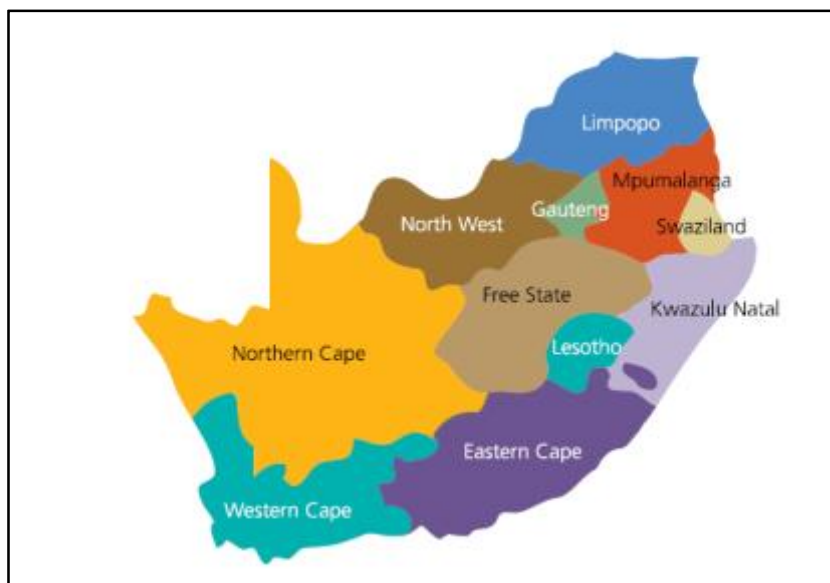 Limpopo
Mpumalanga
Gauteng
North West
Swaziland
Free State
Kwazulu Natal
Lesotho
Northern Cape
Eastern Cape
Western Cape